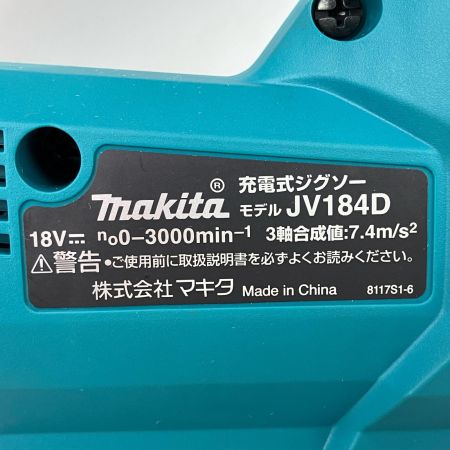 充電式ジグソー
makita® モデル JV184D
18V⎓ n₀0-3000min⁻¹ 3軸合成値:7.4m/s²
⚠警告 •ご使用前に取扱説明書を必ずよくお読みください。
株式会社マキタ Made in China 8117S1-6